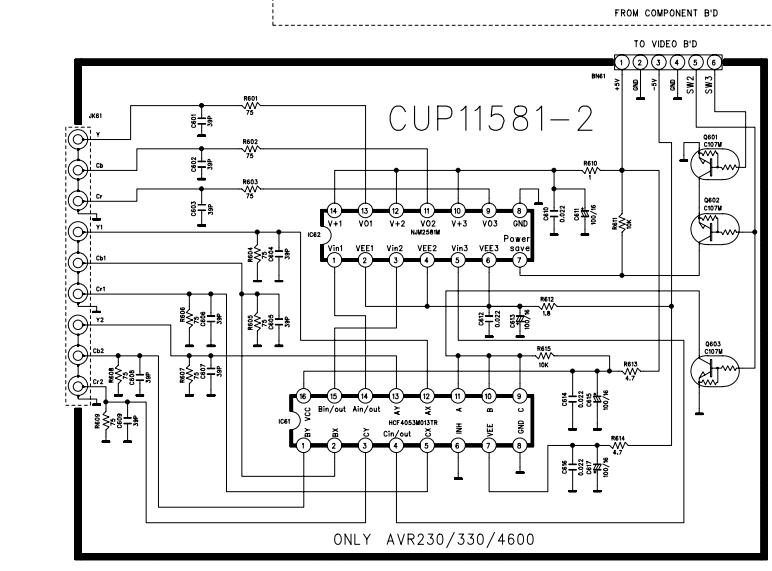 FROM COMPONENT B'D
TO VIDEO B'D
BN61
1 2 3 4 5 6
+5V GND -5V GND SW2 SW3
CUP11581-2
JK61
Y
Cb
Cr
Y1
Cb1
Cr1
Y2
Cb2
Cr2
R601
75
C601
39P
R602
75
C602
39P
R603
75
C603
39P
R604
75
C604
39P
R605
75
C605
39P
R606
75
C606
39P
R607
75
C607
39P
R608
75
C608
39P
R609
75
C609
39P
R610
1
C610
0.022
C611
100/16
R611
10K
Q601
C107M
Q602
C107M
Q603
C107M
14 13 12 11 10 9 8
V+1 VO1 V+2 VO2 V+3 VO3 GND
IC62
NJM2581M
Power
save
Vin1 VEE1 Vin2 VEE2 Vin3 VEE3
1 2 3 4 5 6 7
C612
0.022
C613
100/16
R612
1.8
R615
10K
R613
4.7
C614
0.022
C615
100/16
R614
4.7
C616
0.022
C617
100/16
16 15 14 13 12 11 10 9
VCC Bin/out Ain/out AY AX A B C
IC61
HCF4053M013TR
BY BX CY Cin/out CX INH VEE GND
1 2 3 4 5 6 7 8
ONLY AVR230/330/4600